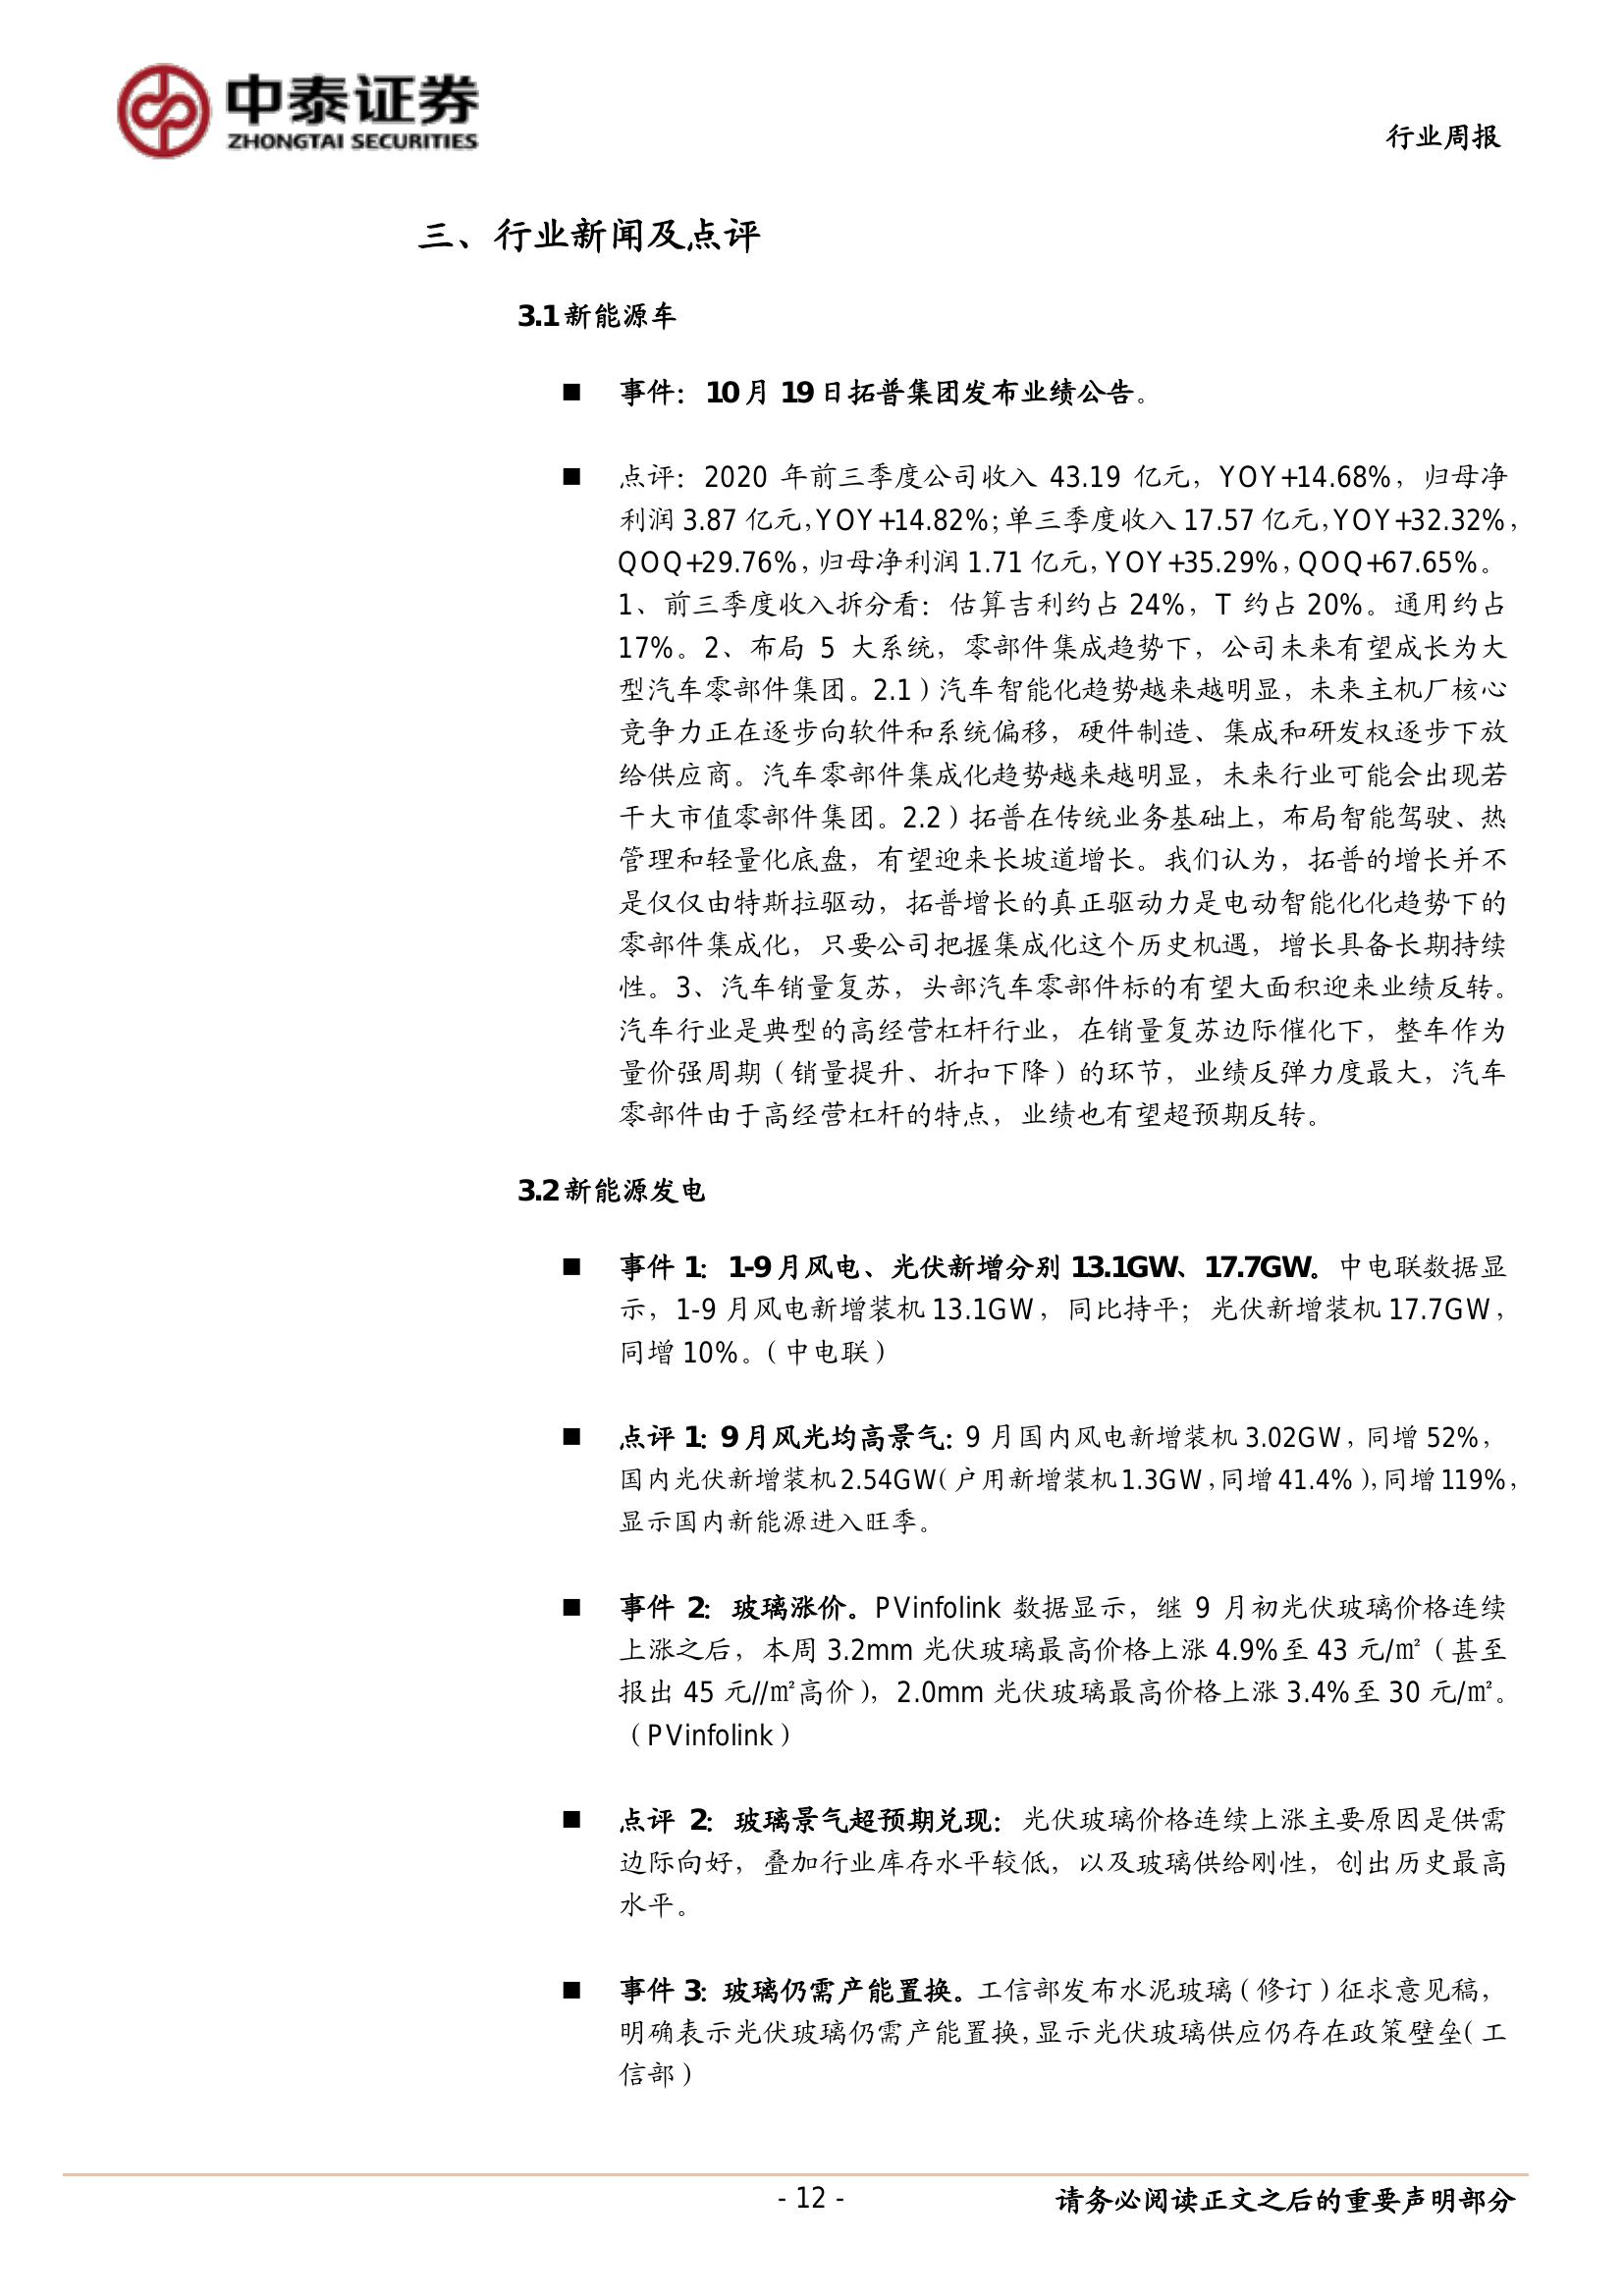 中泰证券
ZHONGTAI SECURITIES
行业周报
三、行业新闻及点评
3.1 新能源车
■ 事件：10 月 19 日拓普集团发布业绩公告。
■ 点评：2020 年前三季度公司收入 43.19 亿元，YOY+14.68%，归母净
利润 3.87 亿元，YOY+14.82%；单三季度收入 17.57 亿元，YOY+32.32%，
QOQ+29.76%，归母净利润 1.71 亿元，YOY+35.29%，QOQ+67.65%。
1、前三季度收入拆分看：估算吉利约占 24%，T 约占 20%。通用约占
17%。2、布局 5 大系统，零部件集成趋势下，公司未来有望成长为大
型汽车零部件集团。2.1）汽车智能化趋势越来越明显，未来主机厂核心
竞争力正在逐步向软件和系统偏移，硬件制造、集成和研发权逐步下放
给供应商。汽车零部件集成化趋势越来越明显，未来行业可能会出现若
干大市值零部件集团。2.2）拓普在传统业务基础上，布局智能驾驶、热
管理和轻量化底盘，有望迎来长坡道增长。我们认为，拓普的增长并不
是仅仅由特斯拉驱动，拓普增长的真正驱动力是电动智能化化趋势下的
零部件集成化，只要公司把握集成化这个历史机遇，增长具备长期持续
性。3、汽车销量复苏，头部汽车零部件标的有望大面积迎来业绩反转。
汽车行业是典型的高经营杠杆行业，在销量复苏边际催化下，整车作为
量价强周期（销量提升、折扣下降）的环节，业绩反弹力度最大，汽车
零部件由于高经营杠杆的特点，业绩也有望超预期反转。
3.2 新能源发电
■ 事件 1：1-9 月风电、光伏新增分别 13.1GW、17.7GW。中电联数据显
示，1-9 月风电新增装机 13.1GW，同比持平；光伏新增装机 17.7GW，
同增 10%。（中电联）
■ 点评 1：9 月风光均高景气：9 月国内风电新增装机 3.02GW，同增 52%，
国内光伏新增装机 2.54GW（户用新增装机 1.3GW，同增 41.4%），同增 119%，
显示国内新能源进入旺季。
■ 事件 2：玻璃涨价。PVinfolink 数据显示，继 9 月初光伏玻璃价格连续
上涨之后，本周 3.2mm 光伏玻璃最高价格上涨 4.9%至 43 元/㎡（甚至
报出 45 元//㎡高价），2.0mm 光伏玻璃最高价格上涨 3.4%至 30 元/㎡。
（PVinfolink）
■ 点评 2：玻璃景气超预期兑现：光伏玻璃价格连续上涨主要原因是供需
边际向好，叠加行业库存水平较低，以及玻璃供给刚性，创出历史最高
水平。
■ 事件 3：玻璃仍需产能置换。工信部发布水泥玻璃（修订）征求意见稿，
明确表示光伏玻璃仍需产能置换，显示光伏玻璃供应仍存在政策壁垒（工
信部）
- 12 -
请务必阅读正文之后的重要声明部分